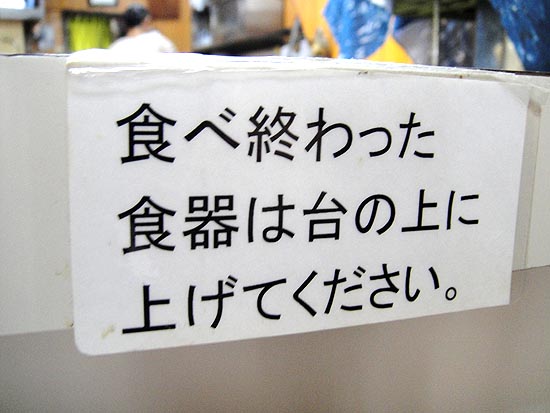 食べ終わった
食器は台の上に
上げてください。